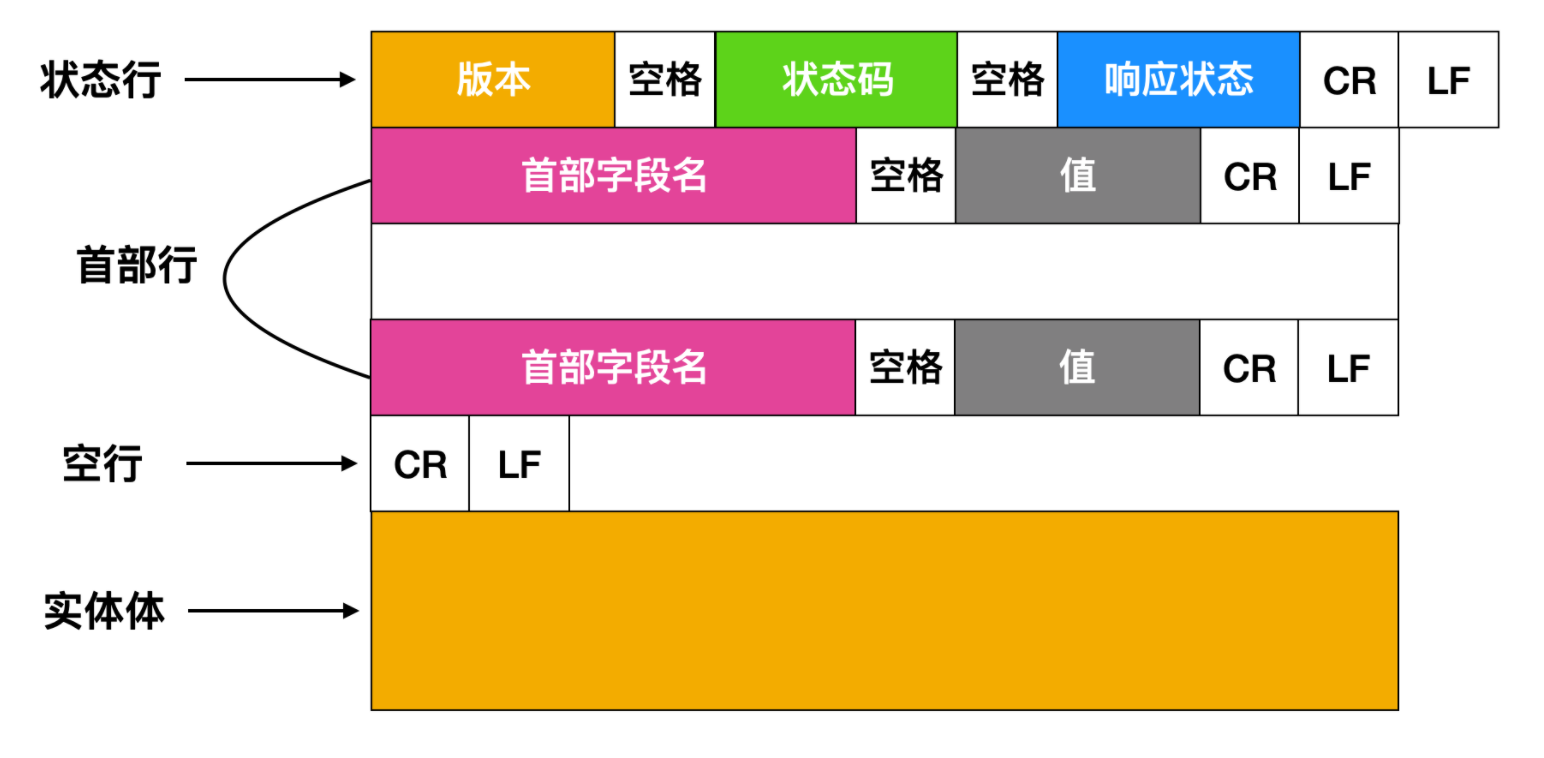 状态行 版本 空格 状态码 空格 响应状态 CR LF
首部字段名 空格 值 CR LF
首部行
首部字段名 空格 值 CR LF
空行 CR LF
实体体